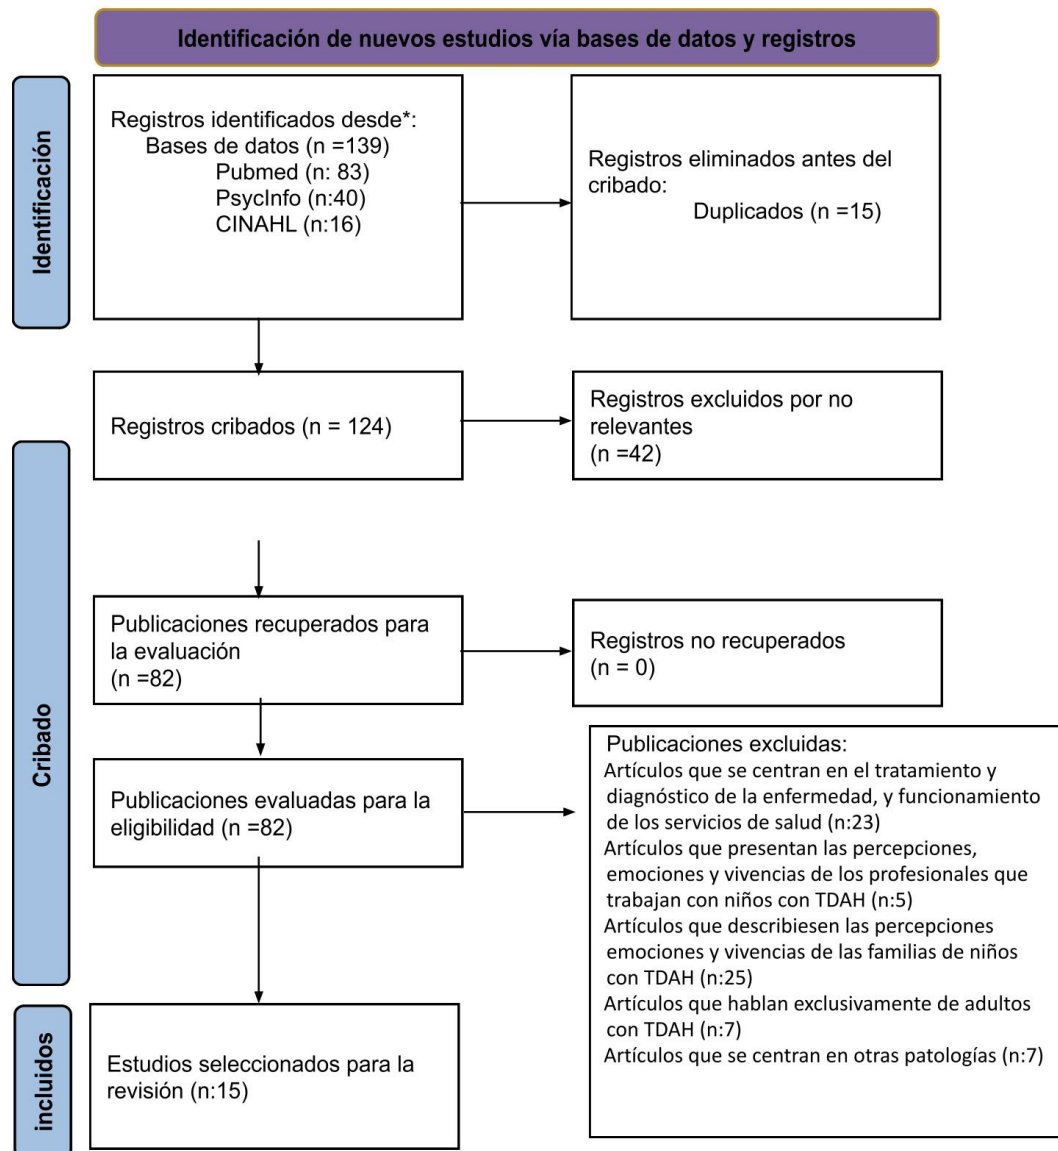 Identificación de nuevos estudios vía bases de datos y registros
Identificación
Registros identificados desde*:
Bases de datos (n =139)
Pubmed (n: 83)
PsycInfo (n:40)
CINAHL (n:16)
Registros eliminados antes del
cribado:
Duplicados (n =15)
Cribado
Registros cribados (n = 124)
Registros excluidos por no
relevantes
(n =42)
Publicaciones recuperados para
la evaluación
(n =82)
Registros no recuperados
(n = 0)
Publicaciones evaluadas para la
eligibilidad (n =82)
Publicaciones excluidas:
Artículos que se centran en el tratamiento y
diagnóstico de la enfermedad, y funcionamiento
de los servicios de salud (n:23)
Artículos que presentan las percepciones,
emociones y vivencias de los profesionales que
trabajan con niños con TDAH (n:5)
Artículos que describiesen las percepciones
emociones y vivencias de las familias de niños
con TDAH (n:25)
Artículos que hablan exclusivamente de adultos
con TDAH (n:7)
Artículos que se centran en otras patologías (n:7)
incluidos
Estudios seleccionados para la
revisión (n:15)